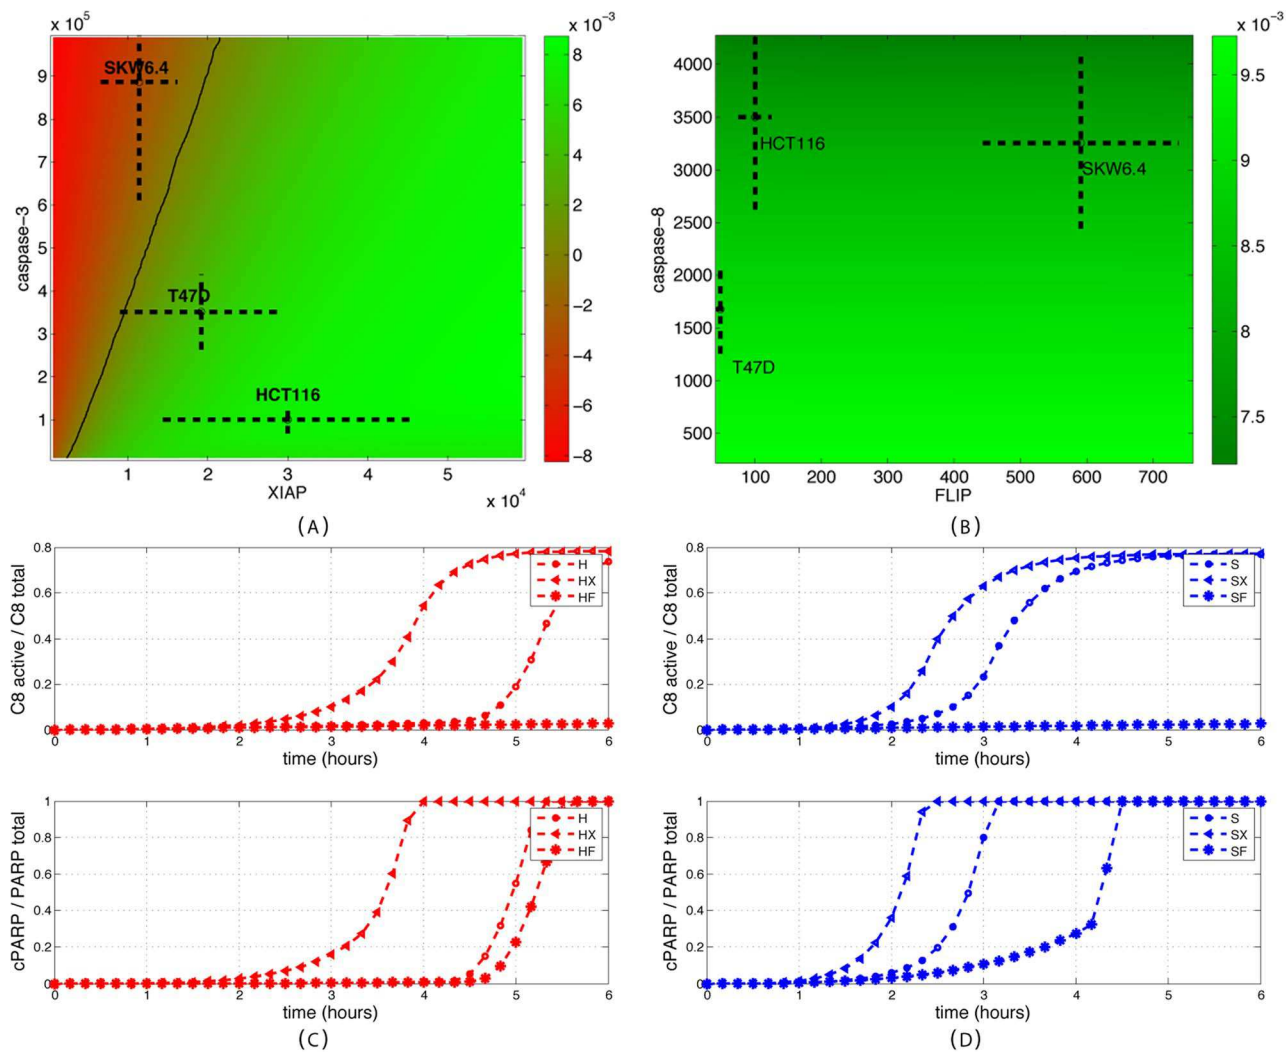 x 10⁵
x 10⁻³
SKW6.4
T47D
HCT116
caspase-3
9
8
7
6
5
4
3
2
1
1
2
3
4
5
XIAP
x 10⁴
8
6
4
2
0
−2
−4
−6
−8
(A)
x 10⁻³
HCT116
SKW6.4
T47D
caspase-8
4000
3500
3000
2500
2000
1500
1000
500
100
200
300
400
500
600
700
FLIP
9.5
9
8.5
8
7.5
(B)
C8 active / C8 total
0.8
0.6
0.4
0.2
0
0
1
2
3
4
5
6
time (hours)
H
HX
HF
cPARP / PARP total
1
0.8
0.6
0.4
0.2
0
0
1
2
3
4
5
6
time (hours)
H
HX
HF
(C)
C8 active / C8 total
0.8
0.6
0.4
0.2
0
0
1
2
3
4
5
6
time (hours)
S
SX
SF
cPARP / PARP total
1
0.8
0.6
0.4
0.2
0
0
1
2
3
4
5
6
time (hours)
S
SX
SF
(D)